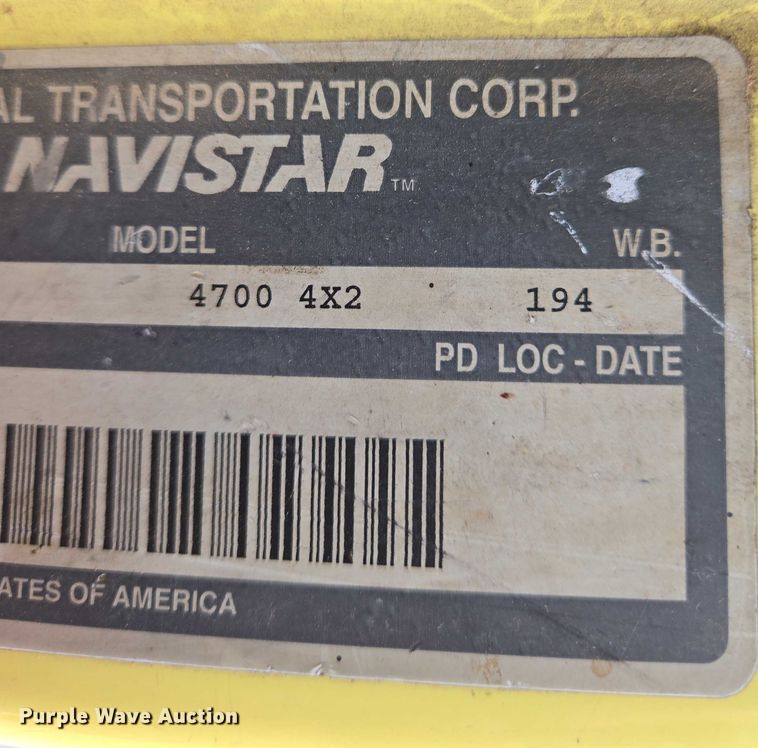 AL TRANSPORTATION CORP.
NAVISTAR™
MODEL W.B.
4700 4X2 194
PD LOC - DATE
ATES OF AMERICA
Purple Wave Auction